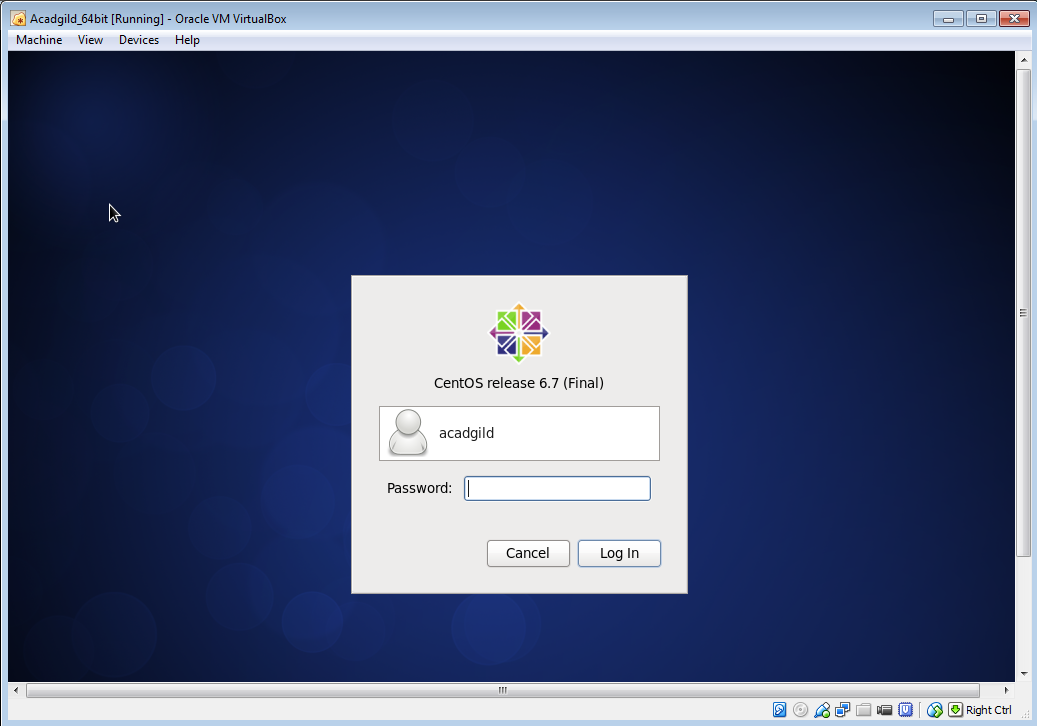 Acadgild_64bit [Running] - Oracle VM VirtualBox
Machine View Devices Help
CentOS release 6.7 (Final)
acadgild
Password:
Cancel Log In
Right Ctrl